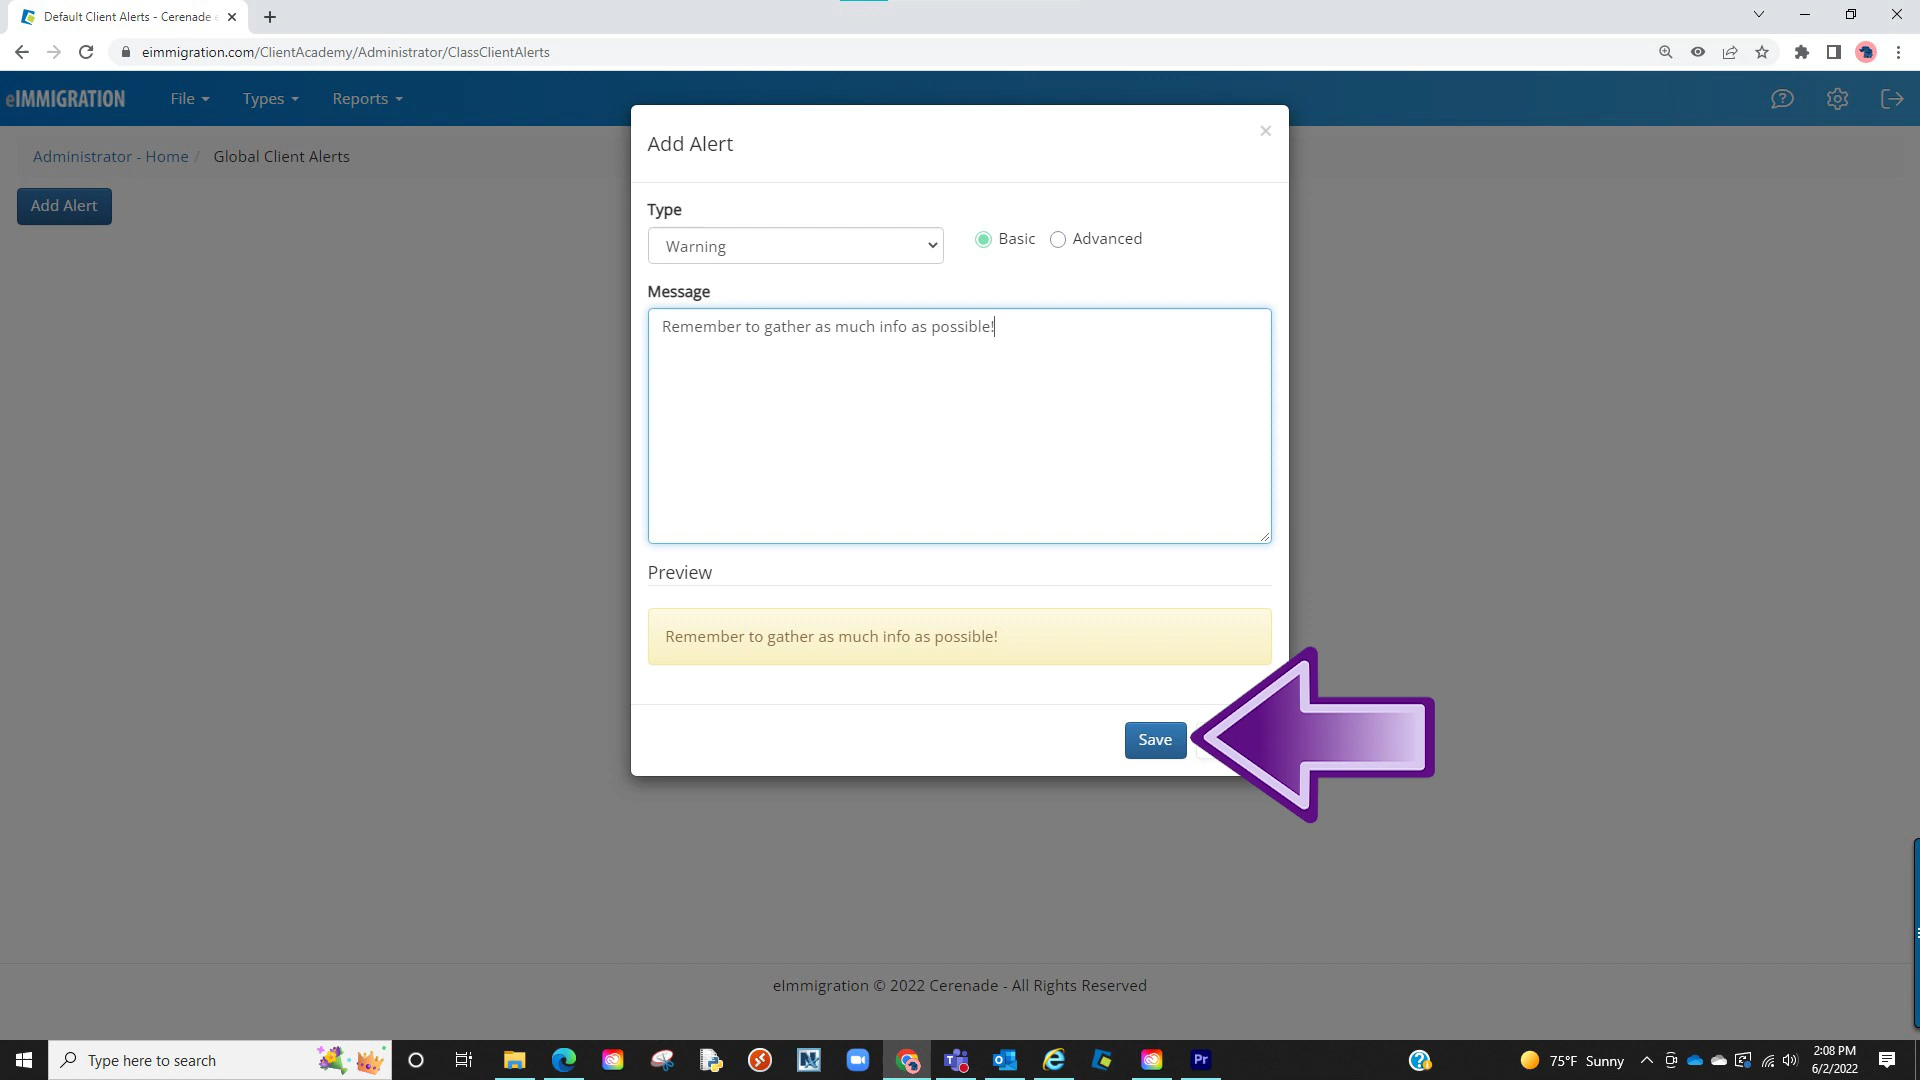 Default Client Alerts - Cerenade
eimmigration.com/ClientAcademy/Administrator/ClassClientAlerts
eIMMIGRATION
File
Types
Reports
Administrator - Home / Global Client Alerts
Add Alert
Add Alert
×
Type
Warning
Basic
Advanced
Message
Remember to gather as much info as possible!
Preview
Remember to gather as much info as possible!
Save
eImmigration © 2022 Cerenade - All Rights Reserved
Type here to search
Pr
75°F Sunny
2:08 PM
6/2/2022